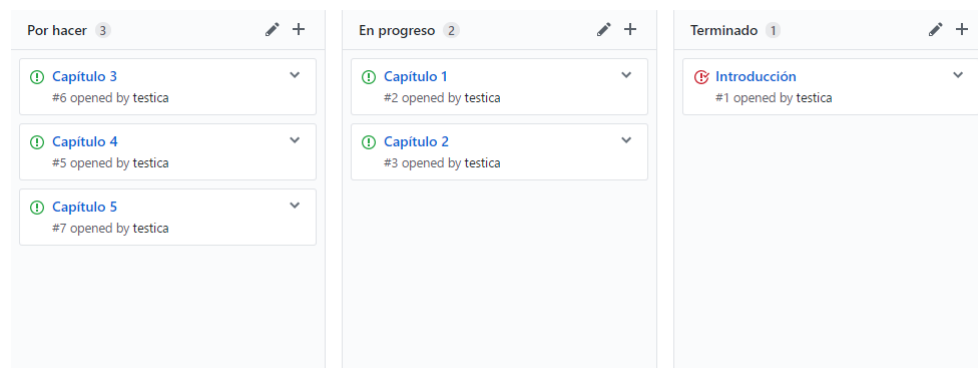 Por hacer 3
Capítulo 3
#6 opened by testica
Capítulo 4
#5 opened by testica
Capítulo 5
#7 opened by testica
En progreso 2
Capítulo 1
#2 opened by testica
Capítulo 2
#3 opened by testica
Terminado 1
Introducción
#1 opened by testica